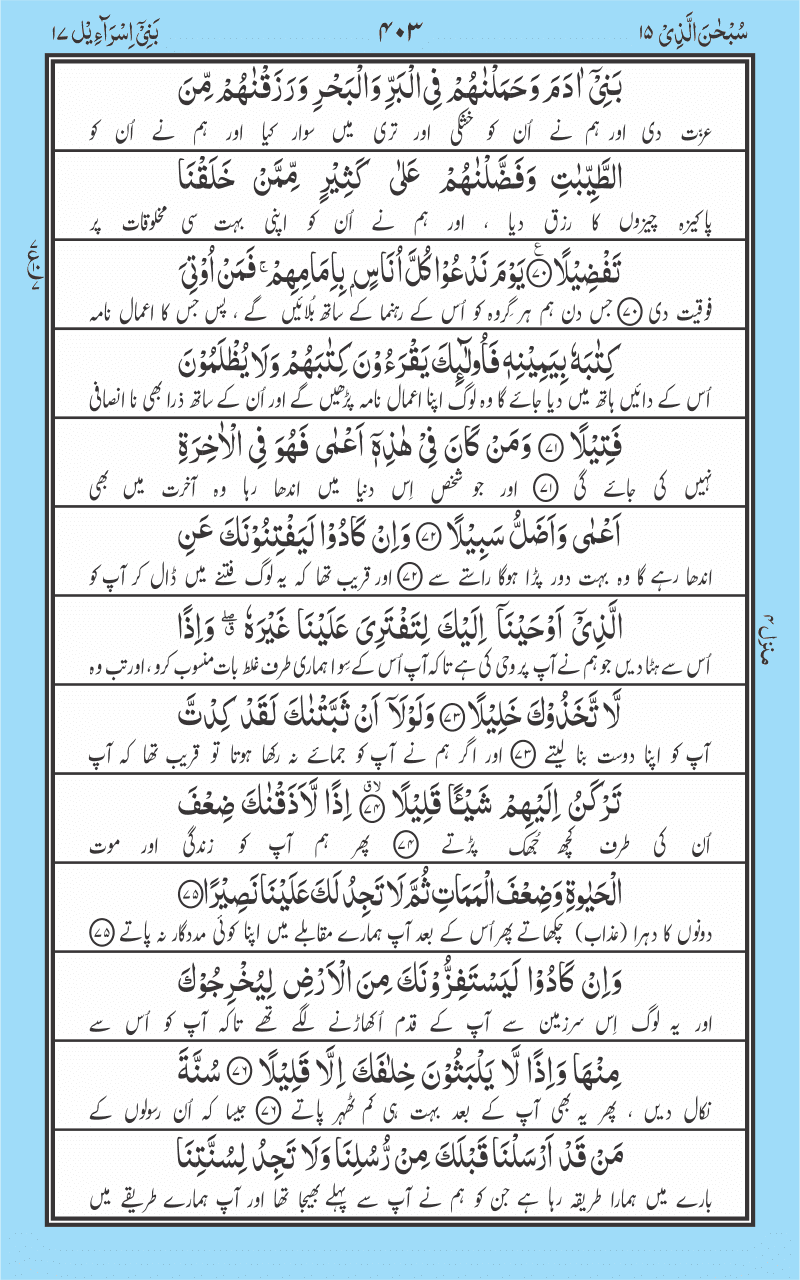 سُبْحٰنَ الَّذِیْۤ ۱۵
۴۰۳
بَنِیْۤ اِسْرَآءِیْل ۱۷
بَنِیْۤ اٰدَمَ وَحَمَلْنٰهُمْ فِی الْبَرِّ وَالْبَحْرِ وَرَزَقْنٰهُمْ مِّنَ
عزت دی اور ہم نے اُن کو خشکی اور تری میں سوار کیا اور ہم نے اُن کو
الطَّیِّبٰتِ وَفَضَّلْنٰهُمْ عَلٰی كَثِیْرٍ مِّمَّنْ خَلَقْنَا
پاکیزہ چیزوں کا رزق دیا ، اور ہم نے اُن کو اپنی بہت سی مخلوقات پر
تَفْضِیْلًا ﴿۷۰﴾ یَوْمَ نَدْعُوْا كُلَّ اُنَاسٍۭ بِاِمَامِهِمْ ۚ فَمَنْ اُوْتِیَ
فوقیت دی ﴿۷۰﴾ جس دن ہم ہر گروہ کو اُس کے رہنما کے ساتھ بُلائیں گے ، پس جس کا اعمال نامہ
كِتٰبَهٗ بِیَمِیْنِهٖ فَاُولٰٓىِٕكَ یَقْرَءُوْنَ كِتٰبَهُمْ وَلَا یُظْلَمُوْنَ
اُس کے دائیں ہاتھ میں دیا جائے گا وہ لوگ اپنا اعمال نامہ پڑھیں گے اور اُن کے ساتھ ذرا بھی نا انصافی
فَتِیْلًا ﴿۷۱﴾ وَمَنْ كَانَ فِیْ هٰذِهٖۤ اَعْمٰی فَهُوَ فِی الْاٰخِرَةِ
نہیں کی جائے گی ﴿۷۱﴾ اور جو شخص اِس دنیا میں اندھا رہا وہ آخرت میں بھی
اَعْمٰی وَاَضَلُّ سَبِیْلًا ﴿۷۲﴾ وَاِنْ كَادُوْا لَیَفْتِنُوْنَكَ عَنِ
اندھا رہے گا وہ بہت دور پڑا ہوگا راستے سے ﴿۷۲﴾ اور قریب تھا کہ یہ لوگ فتنے میں ڈال کر آپ کو
الَّذِیْۤ اَوْحَیْنَاۤ اِلَیْكَ لِتَفْتَرِیَ عَلَیْنَا غَیْرَهٗ ۖۗ وَاِذًا
اُس سے ہٹا دیں جو ہم نے آپ پر وحی کی ہے تاکہ آپ اُس کے سِوا ہماری طرف غلط بات منسوب کرو ، اور تب وہ
لَّا تَّخَذُوْكَ خَلِیْلًا ﴿۷۳﴾ وَلَوْلَاۤ اَنْ ثَبَّتْنٰكَ لَقَدْ كِدْتَّ
آپ کو اپنا دوست بنا لیتے ﴿۷۳﴾ اور اگر ہم نے آپ کو جمائے نہ رکھا ہوتا تو قریب تھا کہ آپ
تَرْكَنُ اِلَیْهِمْ شَیْـًٔا قَلِیْلًا ﴿۷۴﴾ اِذًا لَّاَذَقْنٰكَ ضِعْفَ
اُن کی طرف کچھ جُھک پڑتے ﴿۷۴﴾ پھر ہم آپ کو زندگی اور موت
الْحَیٰوةِ وَضِعْفَ الْمَمَاتِ ثُمَّ لَا تَجِدُ لَكَ عَلَیْنَا نَصِیْرًا ﴿۷۵﴾
دونوں کا دہرا (عذاب) چکھاتے پھر اُس کے بعد آپ ہمارے مقابلے میں اپنا کوئی مددگار نہ پاتے ﴿۷۵﴾
وَاِنْ كَادُوْا لَیَسْتَفِزُّوْنَكَ مِنَ الْاَرْضِ لِیُخْرِجُوْكَ
اور یہ لوگ اِس سرزمین سے آپ کے قدم اُکھاڑنے لگے تھے تاکہ آپ کو اُس سے
مِنْهَا وَاِذًا لَّا یَلْبَثُوْنَ خِلٰفَكَ اِلَّا قَلِیْلًا ﴿۷۶﴾ سُنَّةَ
نکال دیں ، پھر یہ بھی آپ کے بعد بہت ہی کم ٹھہر پاتے ﴿۷۶﴾ جیسا کہ اُن رسولوں کے
مَنْ قَدْ اَرْسَلْنَا قَبْلَكَ مِنْ رُّسُلِنَا وَلَا تَجِدُ لِسُنَّتِنَا
بارے میں ہمارا طریقہ رہا ہے جن کو ہم نے آپ سے پہلے بھیجا تھا اور آپ ہمارے طریقے میں
منزل ۴